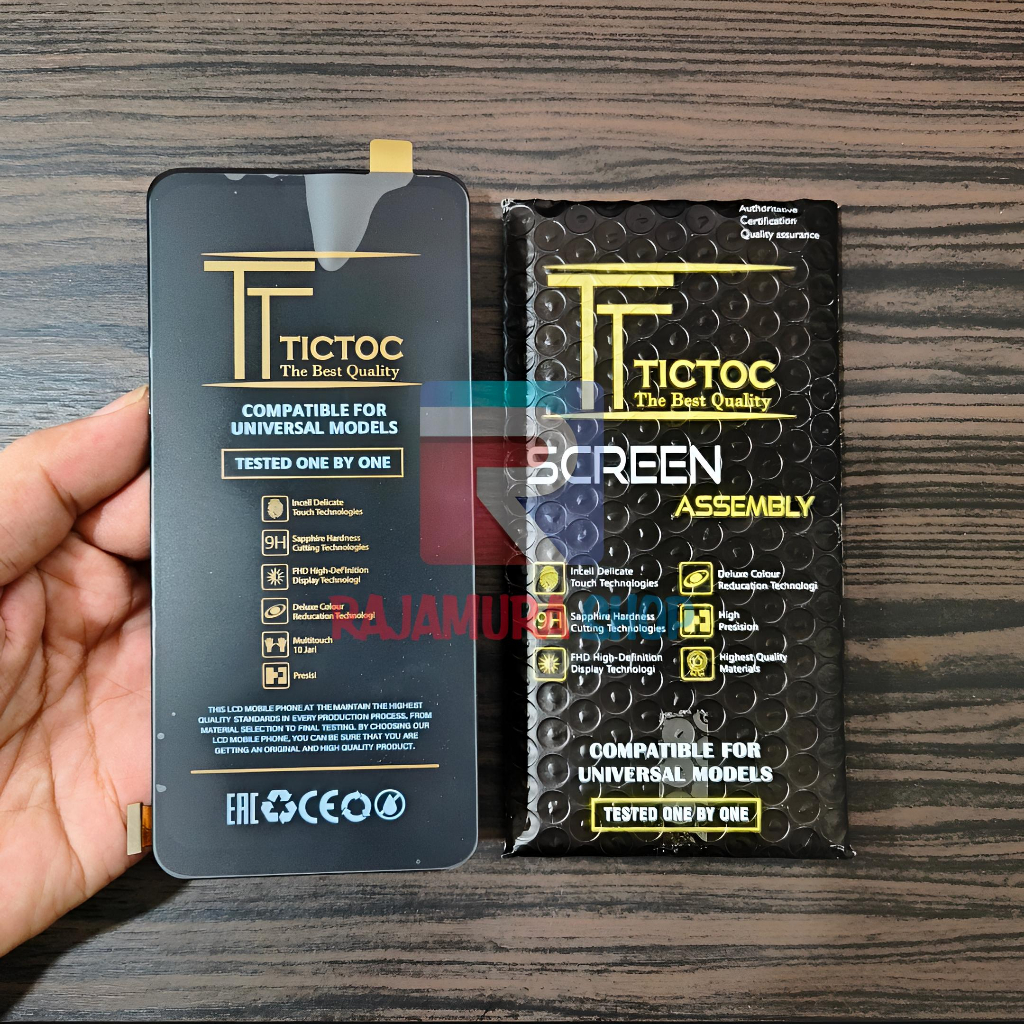 TT
TICTOC
The Best Quality
COMPATIBLE FOR
UNIVERSAL MODELS
TESTED ONE BY ONE
Incell Delicate
Touch Technologies
9H
Sapphire Hardness
Cutting Technologies
FHD High-Definition
Display Technologi
Deluxe Colour
Reducation Technologi
Multitouch
10 Jari
Presisi
THIS LCD MOBILE PHONE AT THE MAINTAIN THE HIGHEST
QUALITY STANDARDS IN EVERY PRODUCTION PROCESS, FROM
MATERIAL SELECTION TO FINAL TESTING. BY CHOOSING OUR
LCD MOBILE PHONE, YOU CAN BE SURE THAT YOU ARE
GETTING AN ORIGINAL AND HIGH QUALITY PRODUCT.
EAC CE
Authoritative
Certification
Quality assurance
TT
TICTOC
The Best Quality
SCREEN
ASSEMBLY
Incell Delicate
Touch Technologies
Deluxe Colour
Reducation Technologi
9H
Sapphire Hardness
Cutting Technologies
High
Presision
FHD High-Definition
Display Technologi
Highest Quality
Materials
COMPATIBLE FOR
UNIVERSAL MODELS
TESTED ONE BY ONE
RAJAMURA